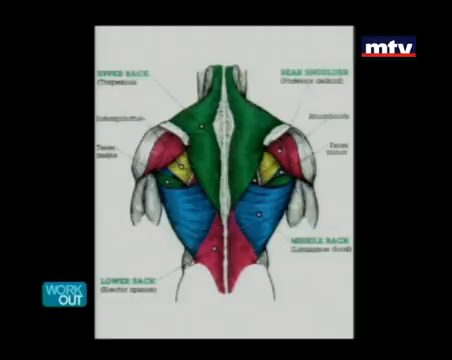 mtv
UPPER BACK
(Trapezius)
REAR SHOULDER
(Posterior deltoid)
Infraspinatus
Rhomboids
Teres
major
Teres
minor
MIDDLE BACK
(Latissimus dorsi)
LOWER BACK
(Erector spinae)
WORK
OUT